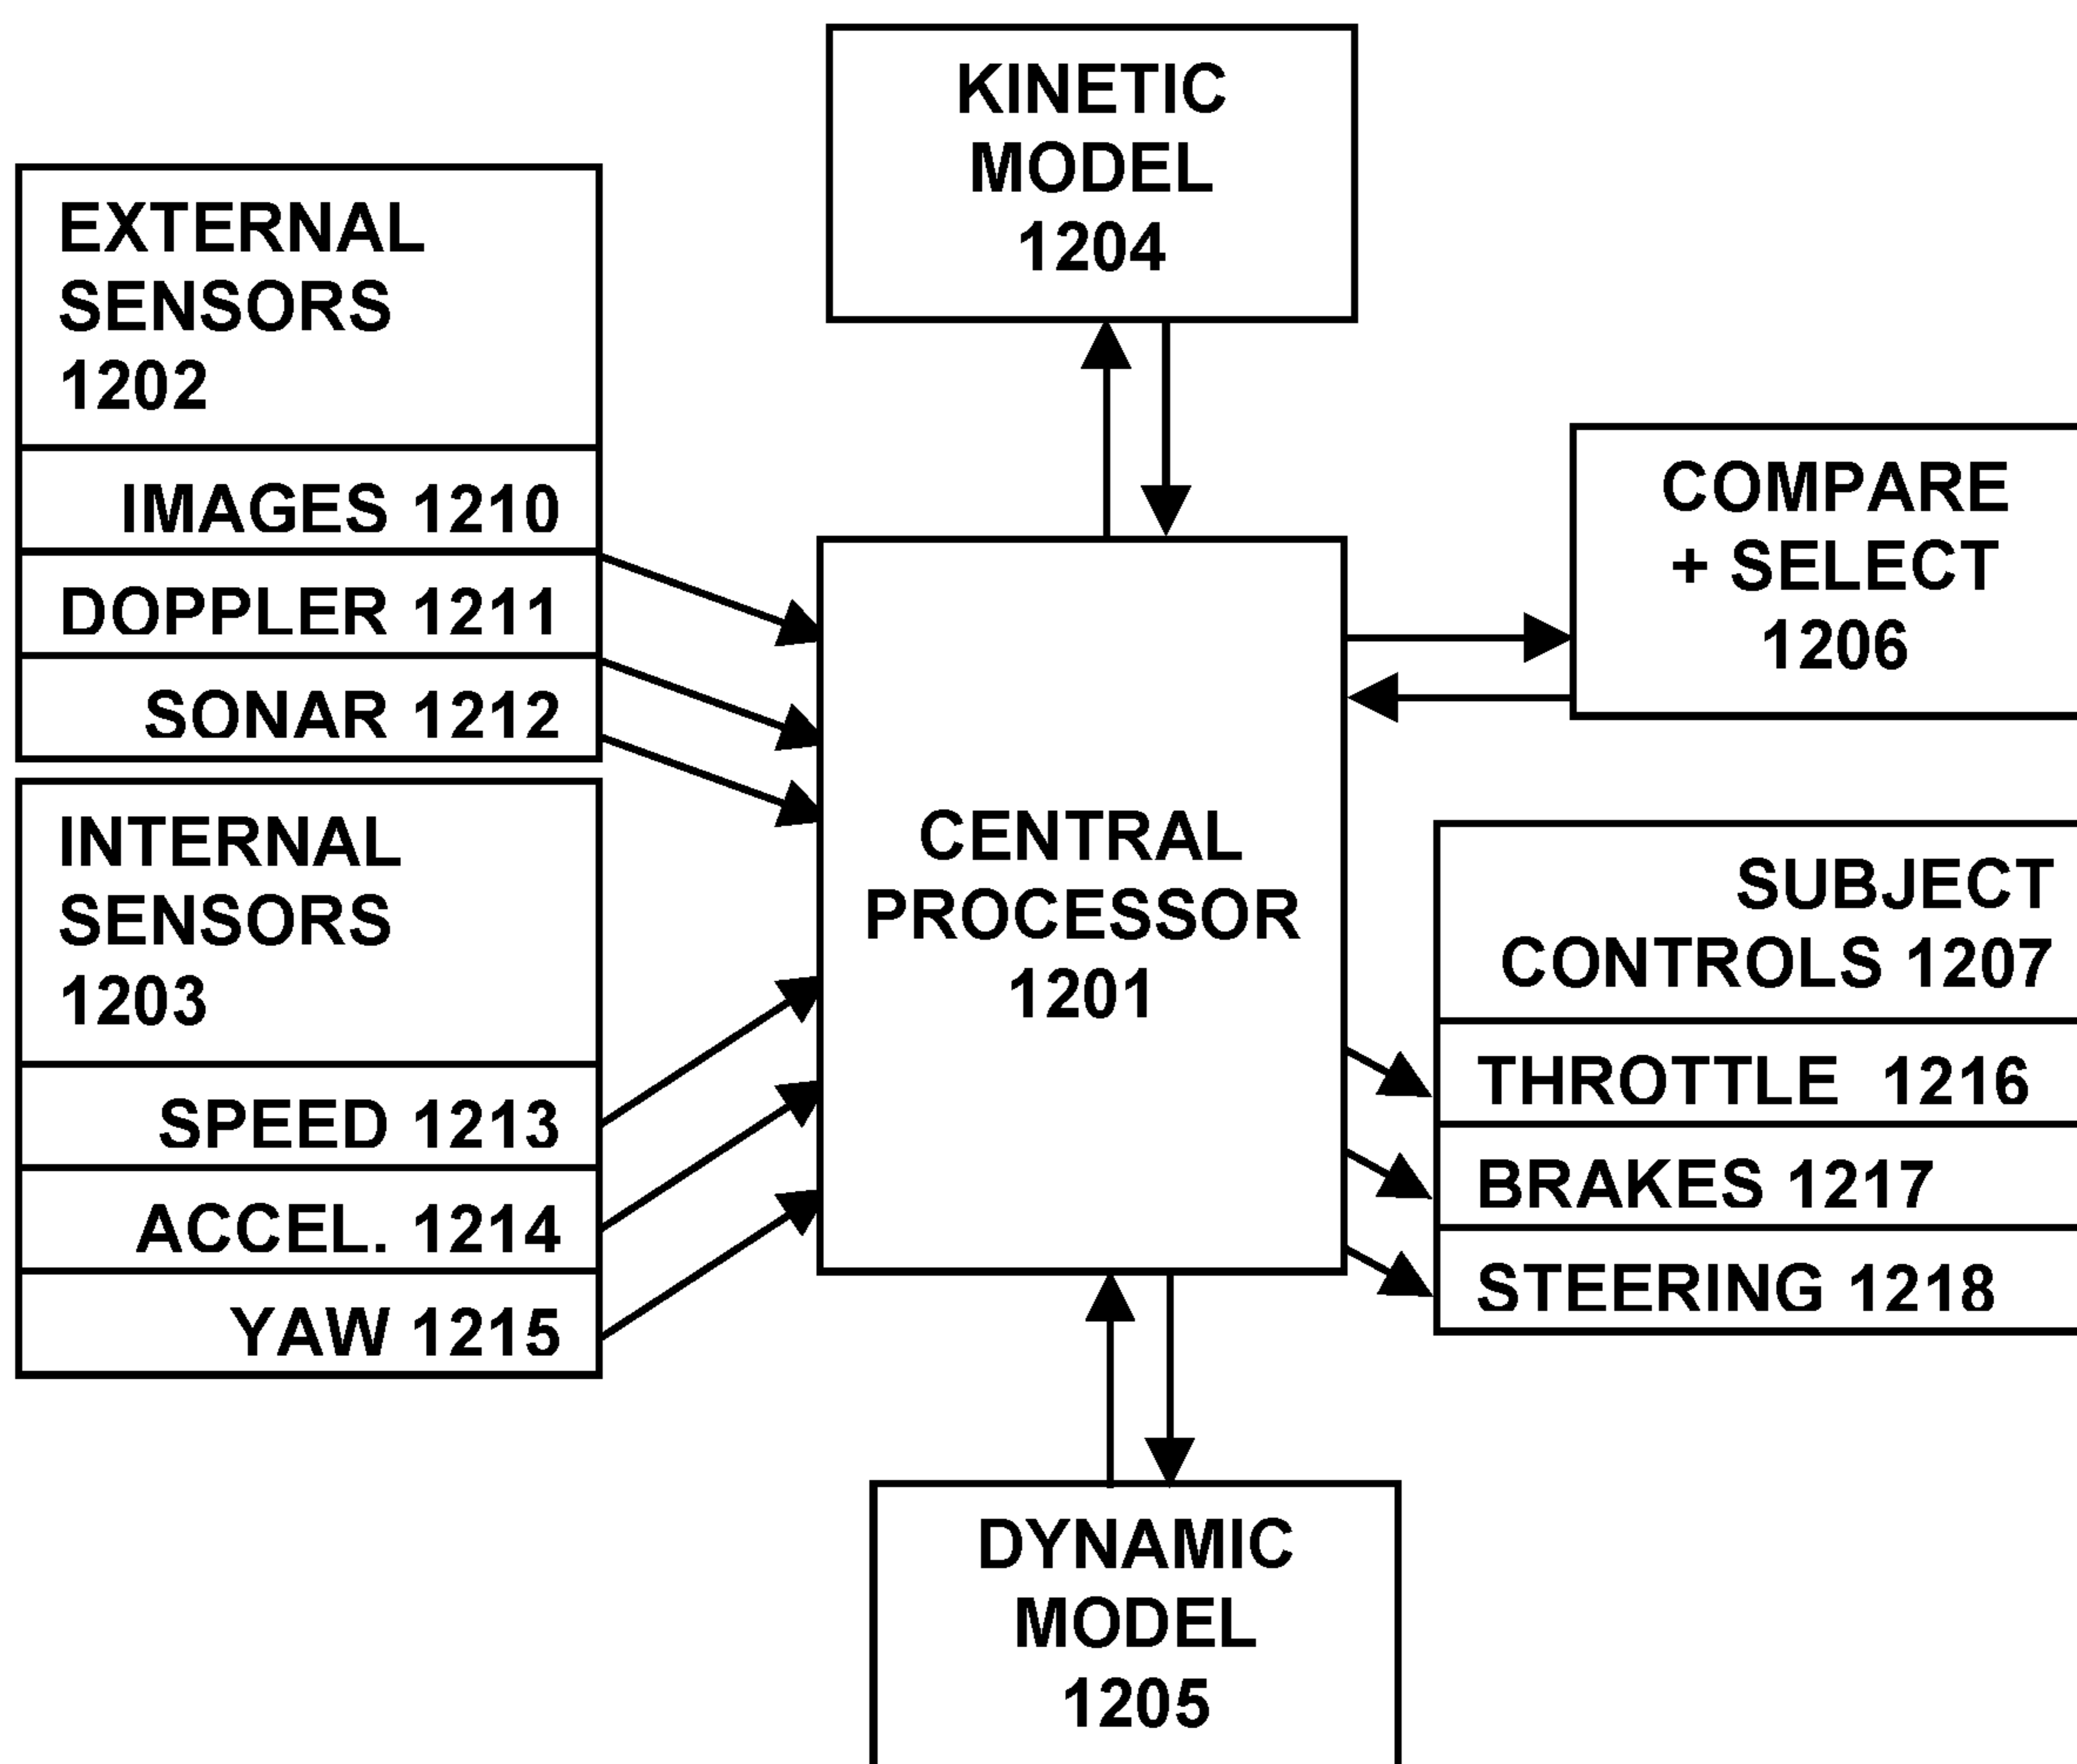 KINETIC
MODEL
1204
EXTERNAL
SENSORS
1202
IMAGES 1210
DOPPLER 1211
SONAR 1212
COMPARE
+ SELECT
1206
INTERNAL
SENSORS
1203
SPEED 1213
ACCEL. 1214
YAW 1215
CENTRAL
PROCESSOR
1201
SUBJECT
CONTROLS 1207
THROTTLE 1216
BRAKES 1217
STEERING 1218
DYNAMIC
MODEL
1205